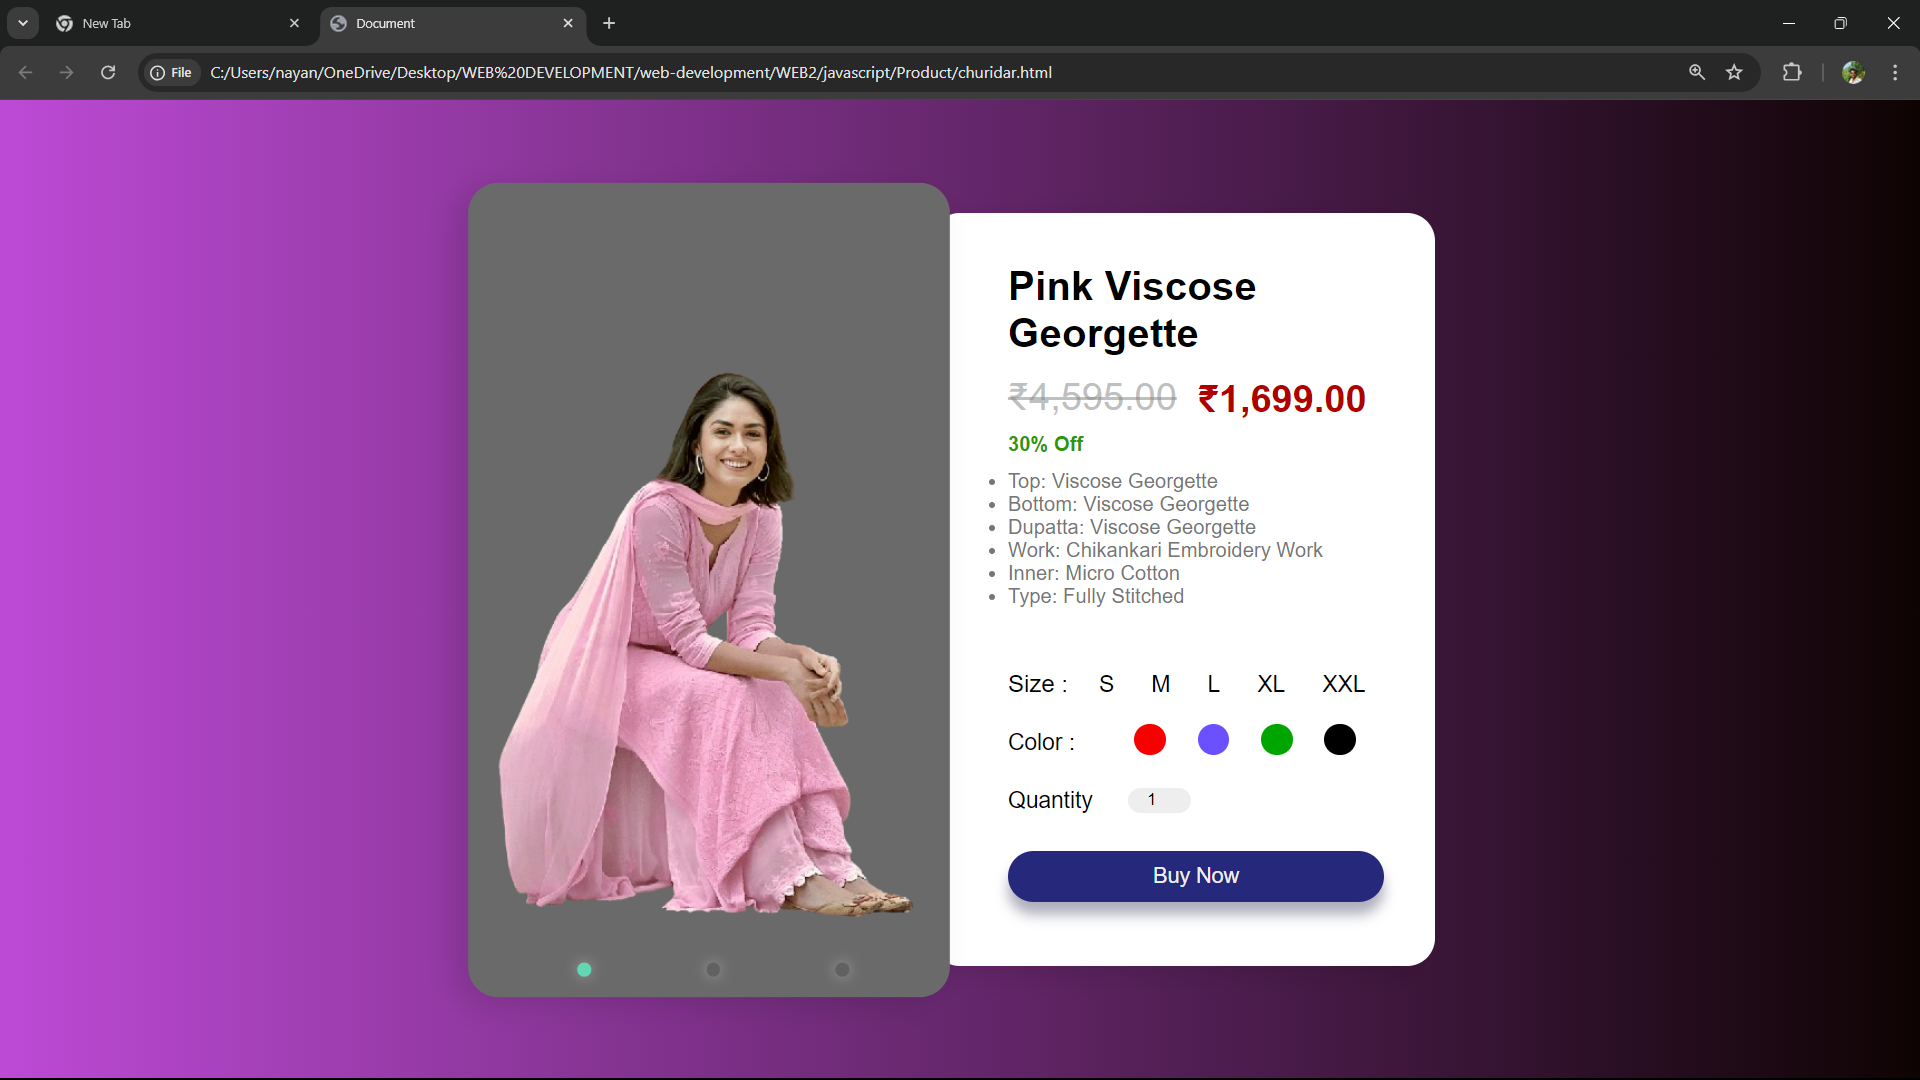 New Tab
Document
File
C:/Users/nayan/OneDrive/Desktop/WEB%20DEVELOPMENT/web-development/WEB2/javascript/Product/churidar.html
Pink Viscose
Georgette
₹4,595.00 ₹1,699.00
30% Off
Top: Viscose Georgette
Bottom: Viscose Georgette
Dupatta: Viscose Georgette
Work: Chikankari Embroidery Work
Inner: Micro Cotton
Type: Fully Stitched
Size : S M L XL XXL
Color :
Quantity 1
Buy Now